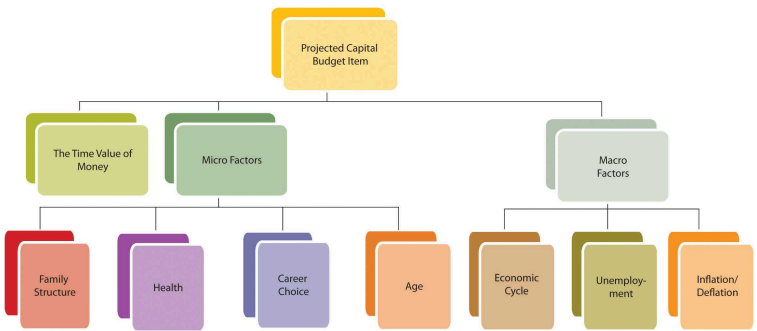 Projected Capital
Budget Item
The Time Value of
Money
Micro Factors
Macro
Factors
Family
Structure
Health
Career
Choice
Age
Economic
Cycle
Unemploy-
ment
Inflation/
Deflation